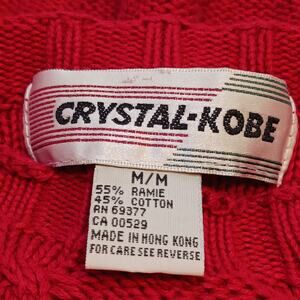 CRYSTAL-KOBE
M/M
55% RAMIE
45% COTTON
RN 69377
CA 00529
MADE IN HONG KONG
FOR CARE SEE REVERSE